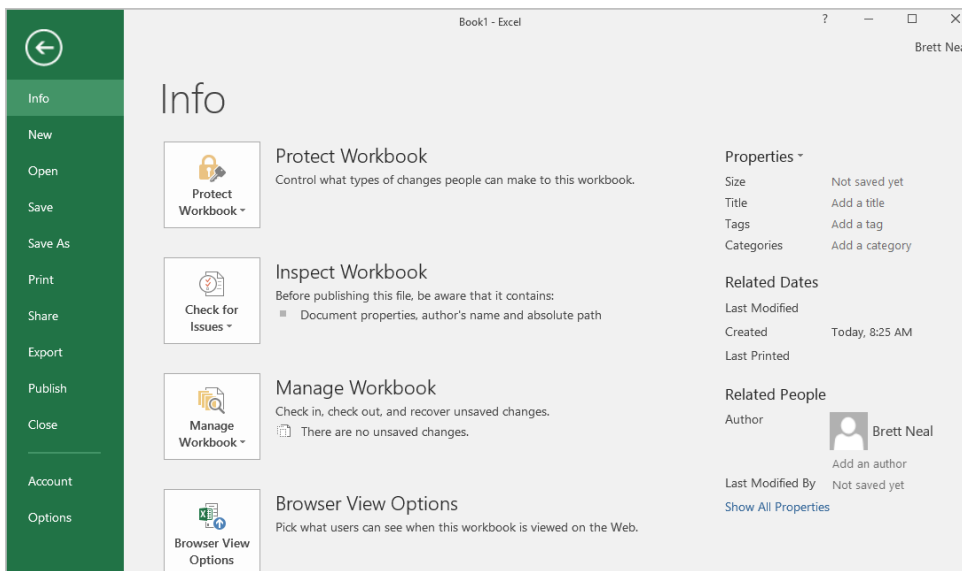 Book1 - Excel
?
Brett Nea
Info
New
Open
Save
Save As
Print
Share
Export
Publish
Close
Account
Options
Info
Protect Workbook
Protect Workbook
Control what types of changes people can make to this workbook.
Check for Issues
Inspect Workbook
Before publishing this file, be aware that it contains:
Document properties, author's name and absolute path
Manage Workbook
Manage Workbook
Check in, check out, and recover unsaved changes.
There are no unsaved changes.
Browser View Options
Browser View Options
Pick what users can see when this workbook is viewed on the Web.
Properties
Size Not saved yet
Title Add a title
Tags Add a tag
Categories Add a category
Related Dates
Last Modified
Created Today, 8:25 AM
Last Printed
Related People
Author Brett Neal
Add an author
Last Modified By Not saved yet
Show All Properties